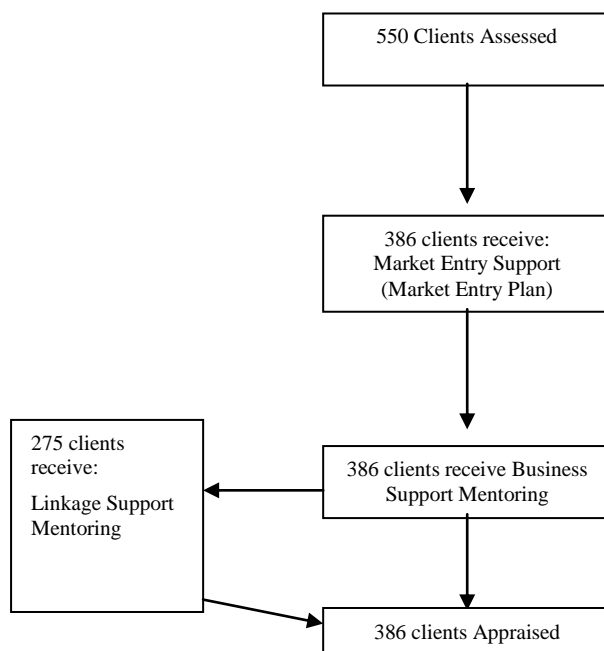 550 Clients Assessed
386 clients receive:
Market Entry Support
(Market Entry Plan)
275 clients
receive:
Linkage Support
Mentoring
386 clients receive Business
Support Mentoring
386 clients Appraised